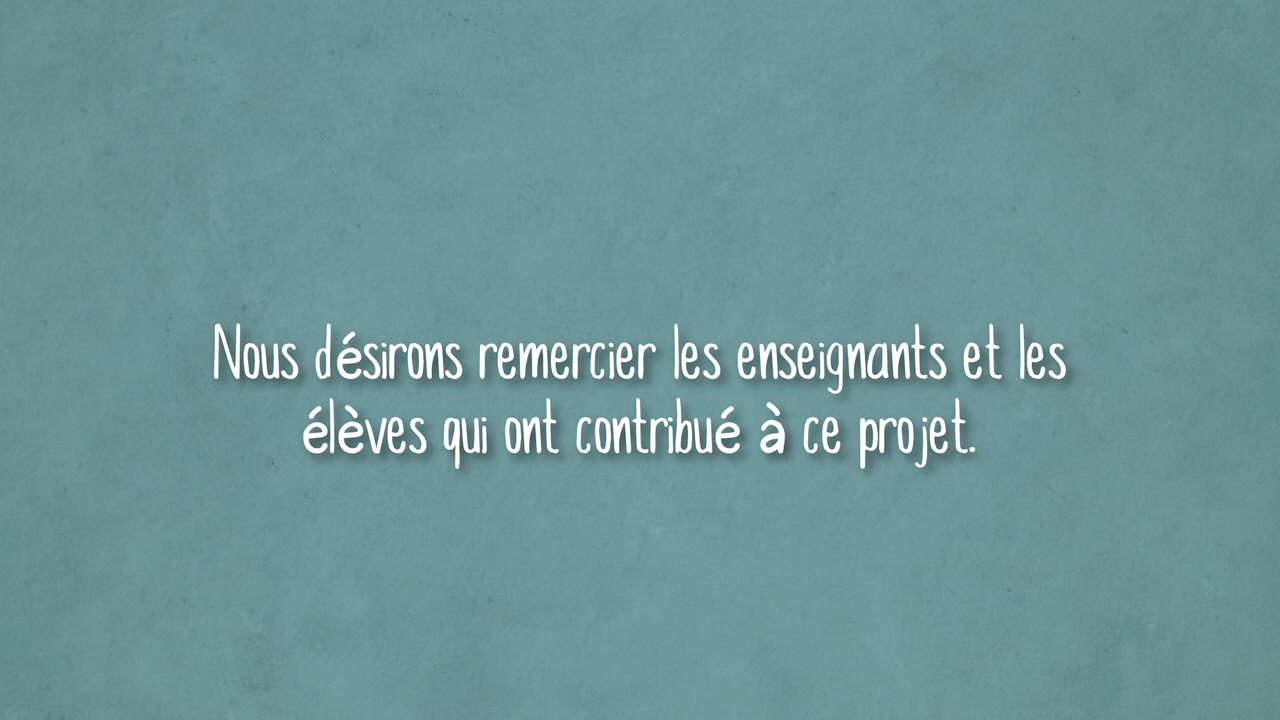 Nous désirons remercier les enseignants et les
élèves qui ont contribué à ce projet.